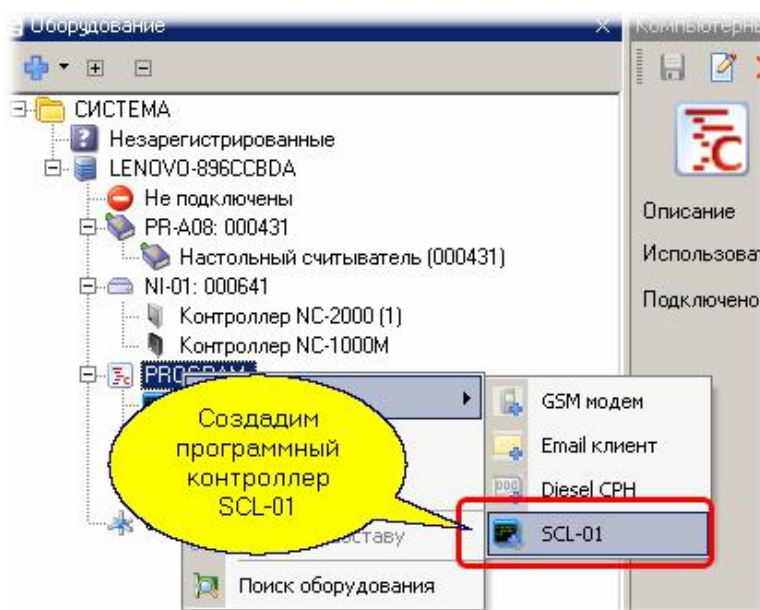 Оборудование
СИСТЕМА
Незарегистрированные
LENOVO-896CCBDA
Не подключены
PR-A08: 000431
Настольный считыватель (000431)
NI-01: 000641
Контроллер NC-2000 (1)
Контроллер NC-1000M
PROGRAM
Создадим
программный
контроллер
SCL-01
GSM модем
Email клиент
Diesel CPH
SCL-01
Поиск оборудования
Компьютерны
Описание
Использоват
Подключено